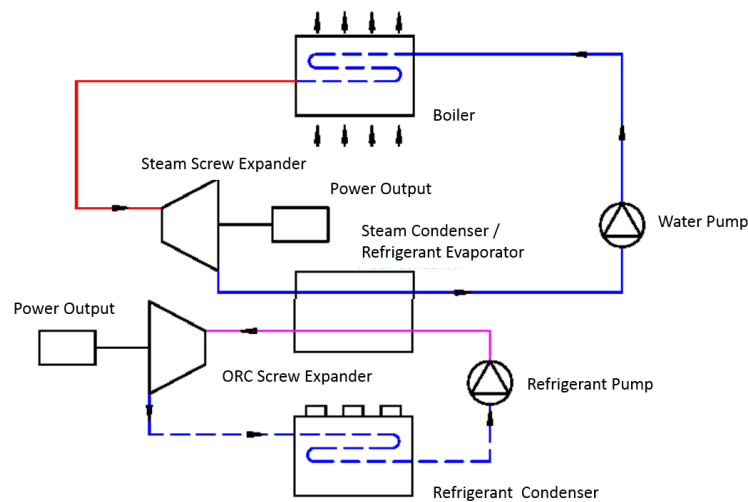 Boiler
Steam Screw Expander
Power Output
Steam Condenser /
Refrigerant Evaporator
Water Pump
Power Output
ORC Screw Expander
Refrigerant Pump
Refrigerant Condenser